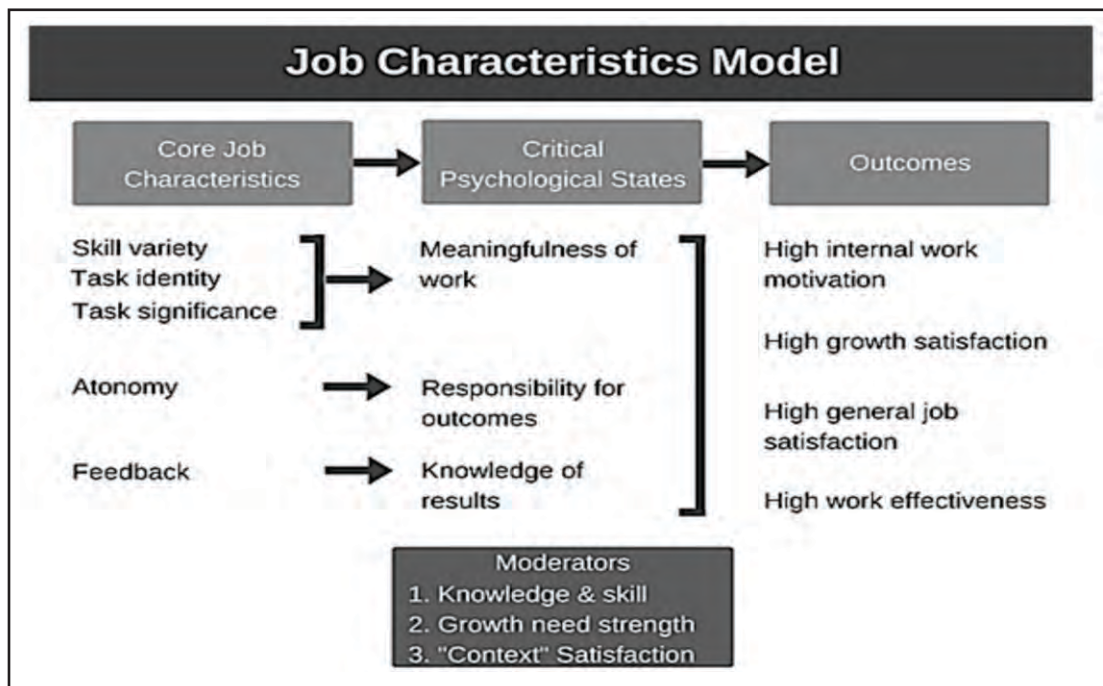 Job Characteristics Model
Core Job
Characteristics
Critical
Psychological States
Outcomes
Skill variety
Task identity
Task significance
Meaningfulness of
work
High internal work
motivation
High growth satisfaction
Atonomy
Responsibility for
outcomes
High general job
satisfaction
Feedback
Knowledge of
results
High work effectiveness
Moderators
1. Knowledge & skill
2. Growth need strength
3. "Context" Satisfaction